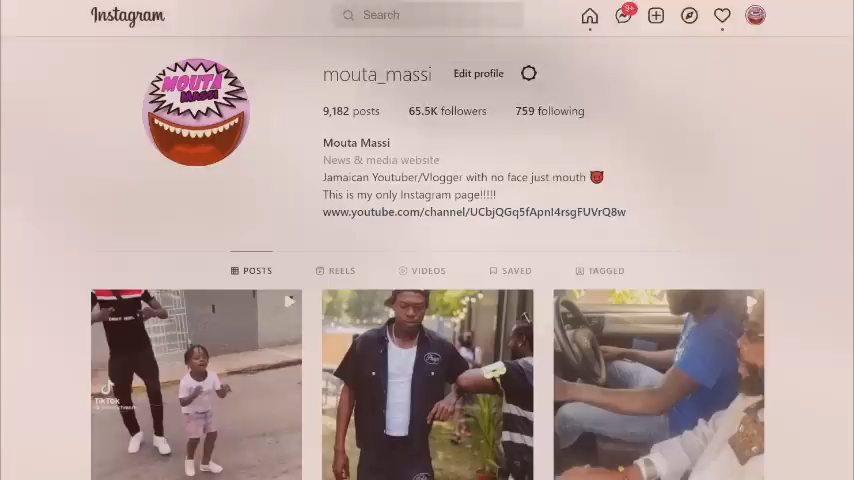 Instagram
Search
9+
MOUTA
MASSI
mouta_massi Edit profile
9,182 posts 65.5K followers 759 following
Mouta Massi
News & media website
Jamaican Youtuber/Vlogger with no face just mouth
This is my only Instagram page!!!!!
www.youtube.com/channel/UCbjQGq5fApnI4rsgFUVrQ8w
POSTS REELS VIDEOS SAVED TAGGED
TikTok